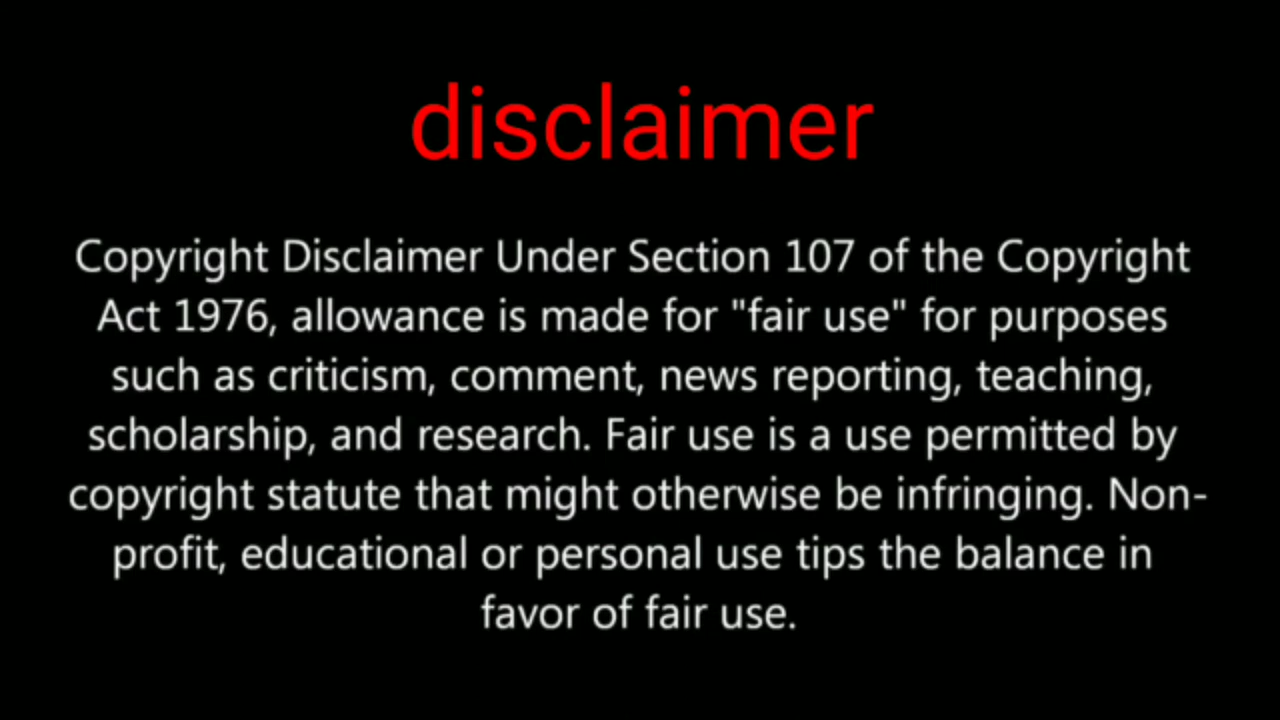 disclaimer
Copyright Disclaimer Under Section 107 of the Copyright
Act 1976, allowance is made for "fair use" for purposes
such as criticism, comment, news reporting, teaching,
scholarship, and research. Fair use is a use permitted by
copyright statute that might otherwise be infringing. Non-
profit, educational or personal use tips the balance in
favor of fair use.